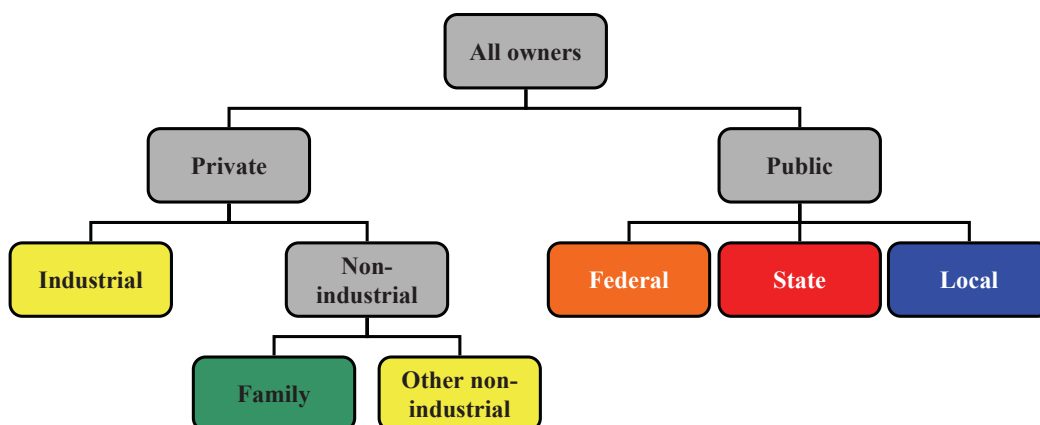 All owners
Private
Public
Industrial
Non-
industrial
Federal
State
Local
Family
Other non-
industrial